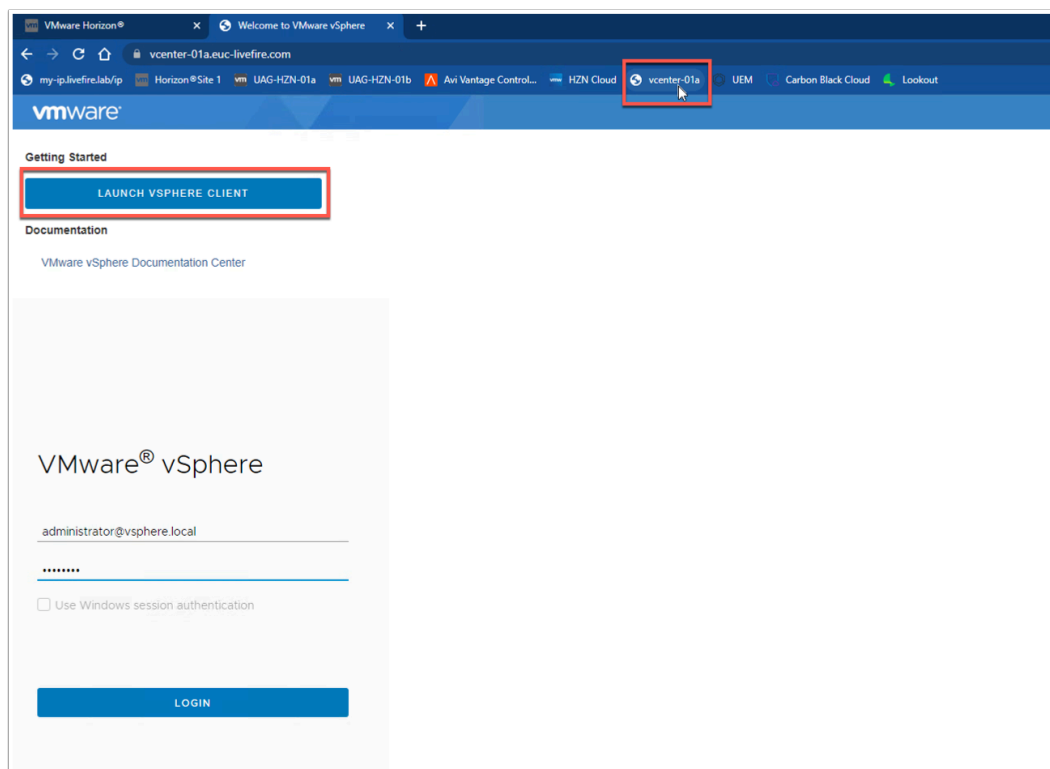 VMware Horizon®
Welcome to VMware vSphere
vcenter-01a.euc-livefire.com
my-ip.livefire.lab/ip Horizon®Site 1 UAG-HZN-01a UAG-HZN-01b Avi Vantage Control... HZN Cloud vcenter-01a UEM Carbon Black Cloud Lookout
vmware®
Getting Started
LAUNCH VSPHERE CLIENT
Documentation
VMware vSphere Documentation Center
VMware® vSphere
administrator@vsphere.local
••••••••
Use Windows session authentication
LOGIN